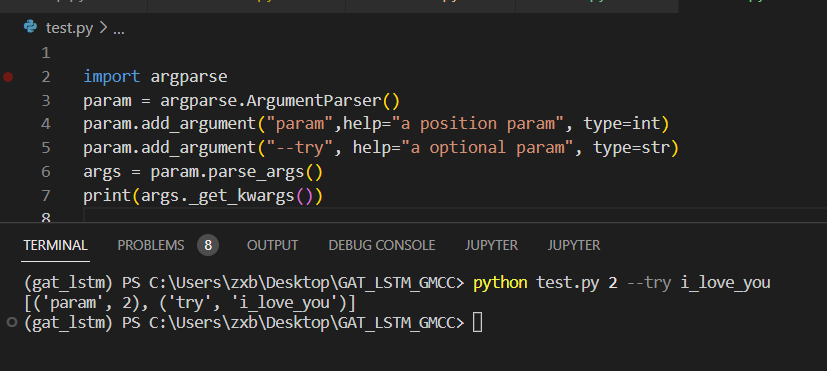 test.py > ...
1
2 import argparse
3 param = argparse.ArgumentParser()
4 param.add_argument("param",help="a position param", type=int)
5 param.add_argument("--try", help="a optional param", type=str)
6 args = param.parse_args()
7 print(args._get_kwargs())
8
TERMINAL PROBLEMS 8 OUTPUT DEBUG CONSOLE JUPYTER JUPYTER
(gat_lstm) PS C:\Users\zxb\Desktop\GAT_LSTM_GMCC> python test.py 2 --try i_love_you
[('param', 2), ('try', 'i_love_you')]
(gat_lstm) PS C:\Users\zxb\Desktop\GAT_LSTM_GMCC>